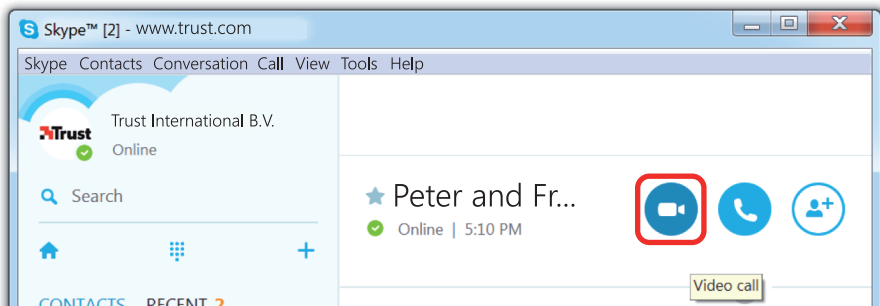 Skype™ [2] - www.trust.com
Skype Contacts Conversation Call View Tools Help
Trust
Trust International B.V.
Online
Search
Peter and Fr...
Online | 5:10 PM
Video call
CONTACTS RECENT 2